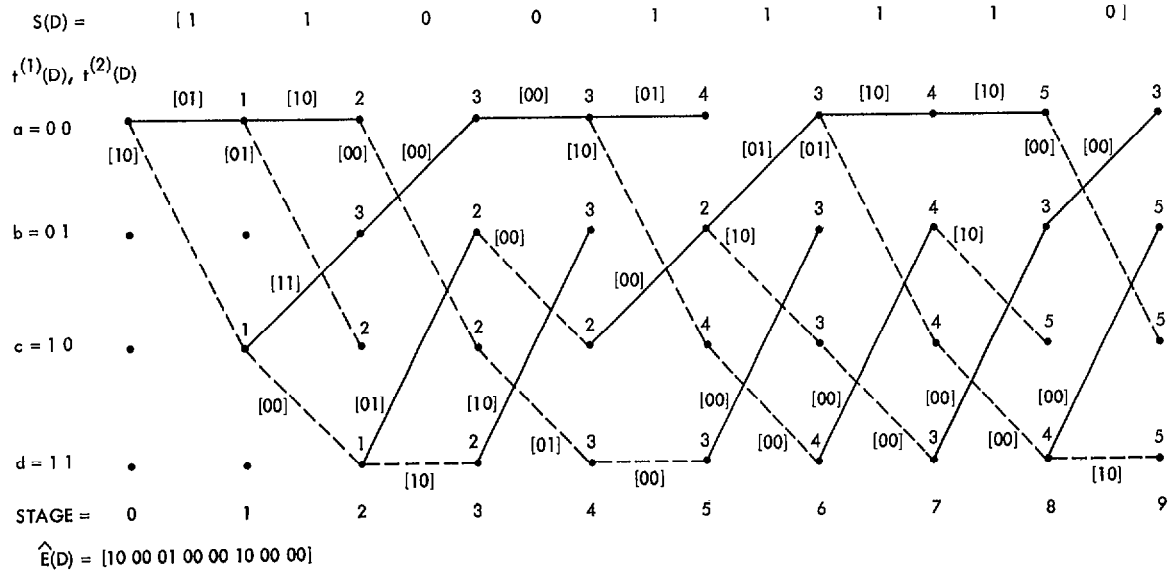 S(D) = [ 1 1 0 0 1 1 1 1 0 ]
t(1)(D), t(2)(D)
[01] 1 [10] 2 3 [00] 3 [01] 4 3 [10] 4 [10] 5 3
a = 0 0
[10] [01] [00] [00] [10] [01] [01] [00] [00]
3 2 3 2 3 4 3 5
b = 0 1 [00] [10] [10]
[11] [00]
1 2 2 2 4 3 4 5 5
c = 1 0
[00] [01] [10] [00] [00] [00] [00]
1 2 [01] 3 3 [00] 4 [00] 3 [00] 4 5
d = 1 1 [10] [00] [10]
STAGE = 0 1 2 3 4 5 6 7 8 9
Ê(D) = [10 00 01 00 00 10 00 00]